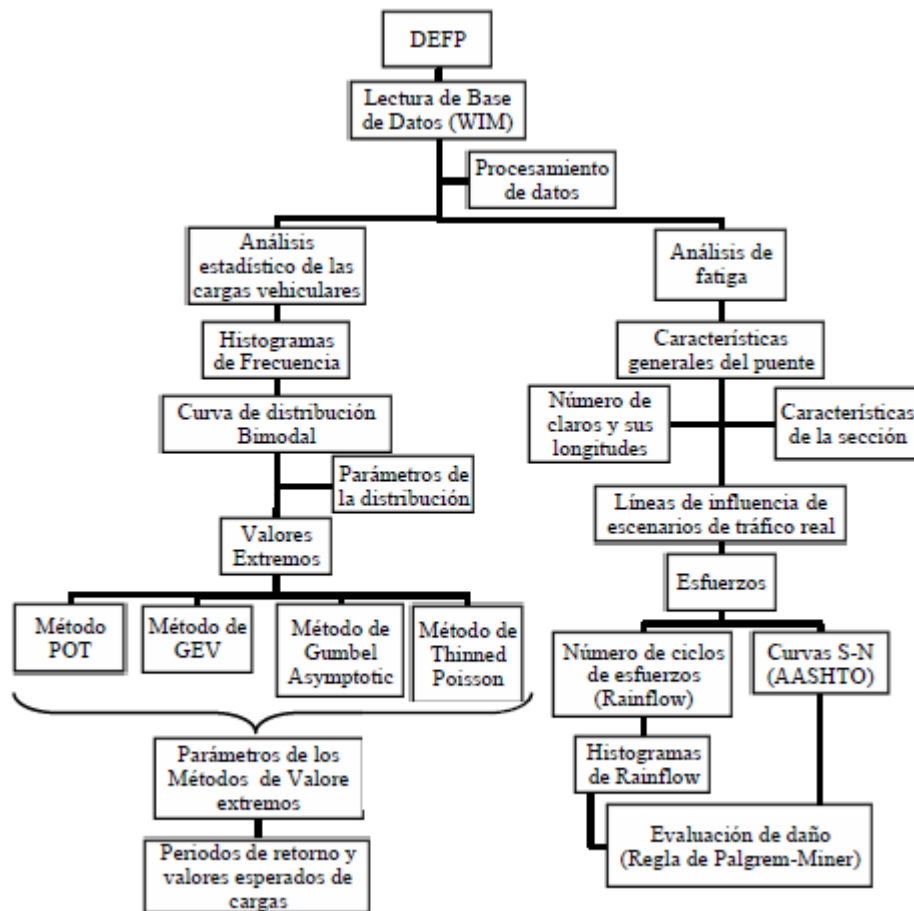 DEFP
Lectura de Base
de Datos (WIM)
Procesamiento
de datos
Análisis
estadístico de las
cargas vehiculares
Histogramas
de Frecuencia
Curva de distribución
Bimodal
Parámetros de
la distribución
Valores
Extremos
Método
POT
Método de
GEV
Método de
Gumbel
Asymptotic
Método de
Thinned
Poisson
Parámetros de los
Métodos de Valore
extremos
Periodos de retorno y
valores esperados de
cargas
Análisis de
fatiga
Características
generales del puente
Número de
claros y sus
longitudes
Características
de la sección
Líneas de influencia de
escenarios de tráfico real
Esfuerzos
Número de ciclos
de esfuerzos
(Rainflow)
Curvas S-N
(AASHTO)
Histogramas
de Rainflow
Evaluación de daño
(Regla de Palgrem-Miner)